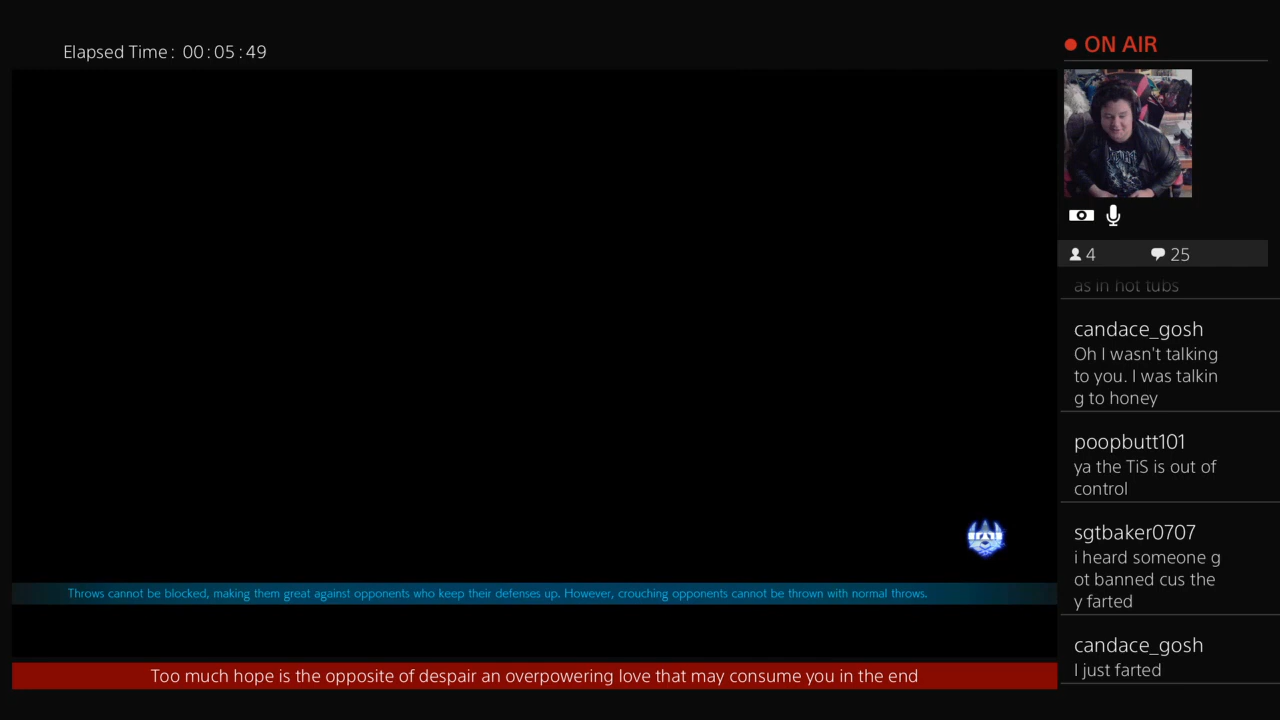 Elapsed Time: 00:05:49
ON AIR
4
25
as in hot tubs
candace_gosh
Oh I wasn't talking
to you. I was talkin
g to honey
poopbutt101
ya the TiS is out of
control
sgtbaker0707
i heard someone g
ot banned cus the
y farted
candace_gosh
I just farted
Throws cannot be blocked, making them great against opponents who keep their defenses up. However, crouching opponents cannot be thrown with normal throws.
Too much hope is the opposite of despair an overpowering love that may consume you in the end